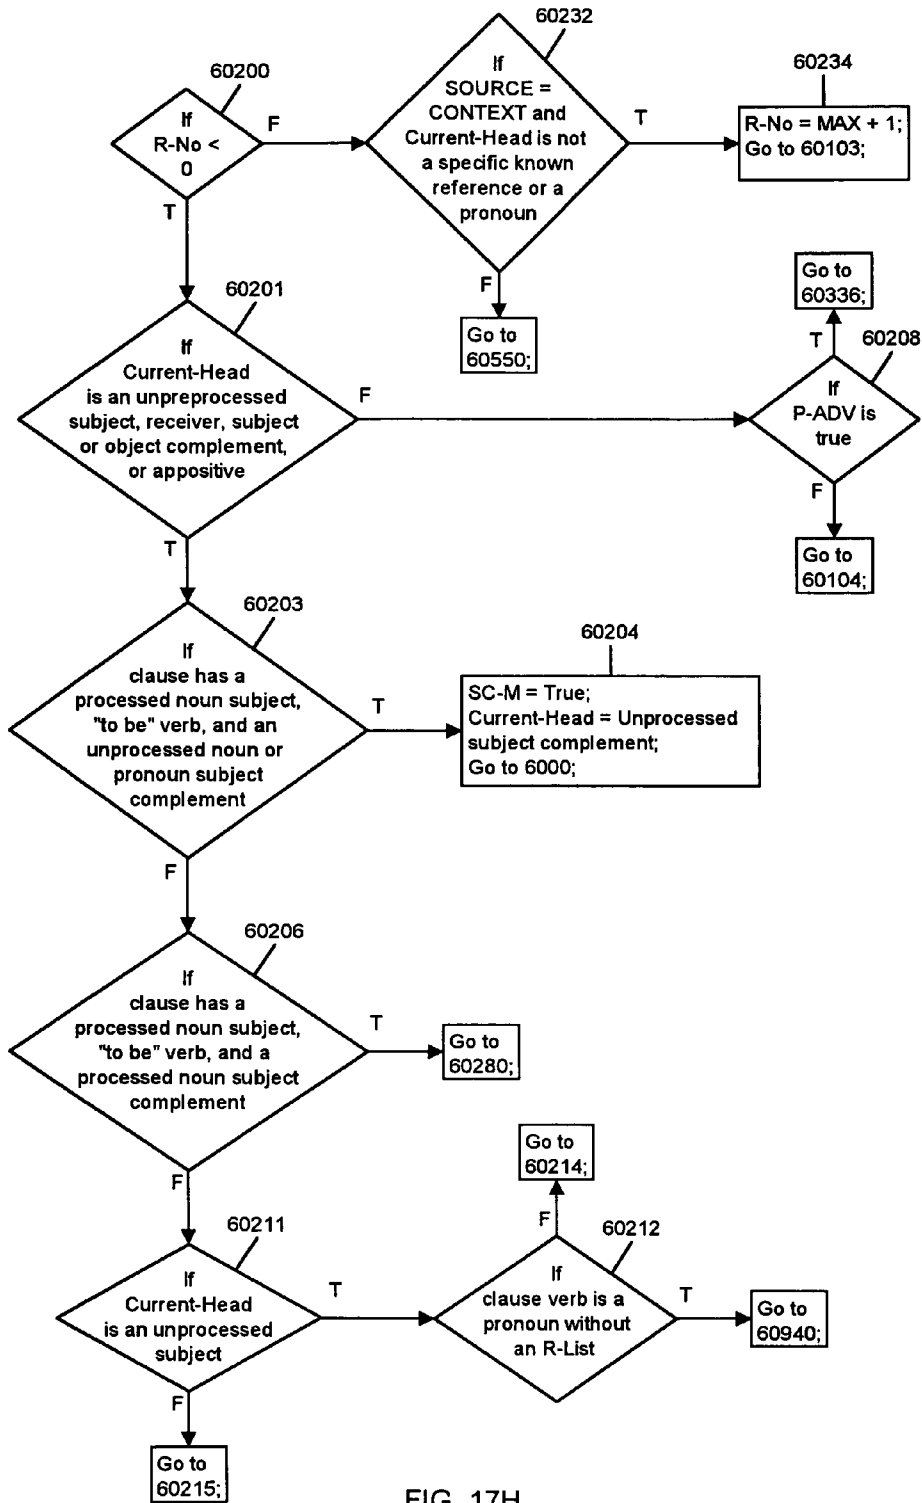 60200
If
R-No <
0
F
T
60232
If
SOURCE =
CONTEXT and
Current-Head is not
a specific known
reference or a
pronoun
T
F
60234
R-No = MAX + 1;
Go to 60103;
Go to
60550;
60201
If
Current-Head
is an unpreprocessed
subject, receiver, subject
or object complement,
or appositive
F
T
Go to
60336;
T
60208
If
P-ADV is
true
F
Go to
60104;
60203
If
clause has a
processed noun subject,
"to be" verb, and an
unprocessed noun or
pronoun subject
complement
T
F
60204
SC-M = True;
Current-Head = Unprocessed
subject complement;
Go to 6000;
60206
If
clause has a
processed noun subject,
"to be" verb, and a
processed noun subject
complement
T
F
Go to
60280;
60211
If
Current-Head
is an unprocessed
subject
T
F
Go to
60214;
F
60212
If
clause verb is a
pronoun without
an R-List
T
Go to
60940;
Go to
60215;
FIG. 17H